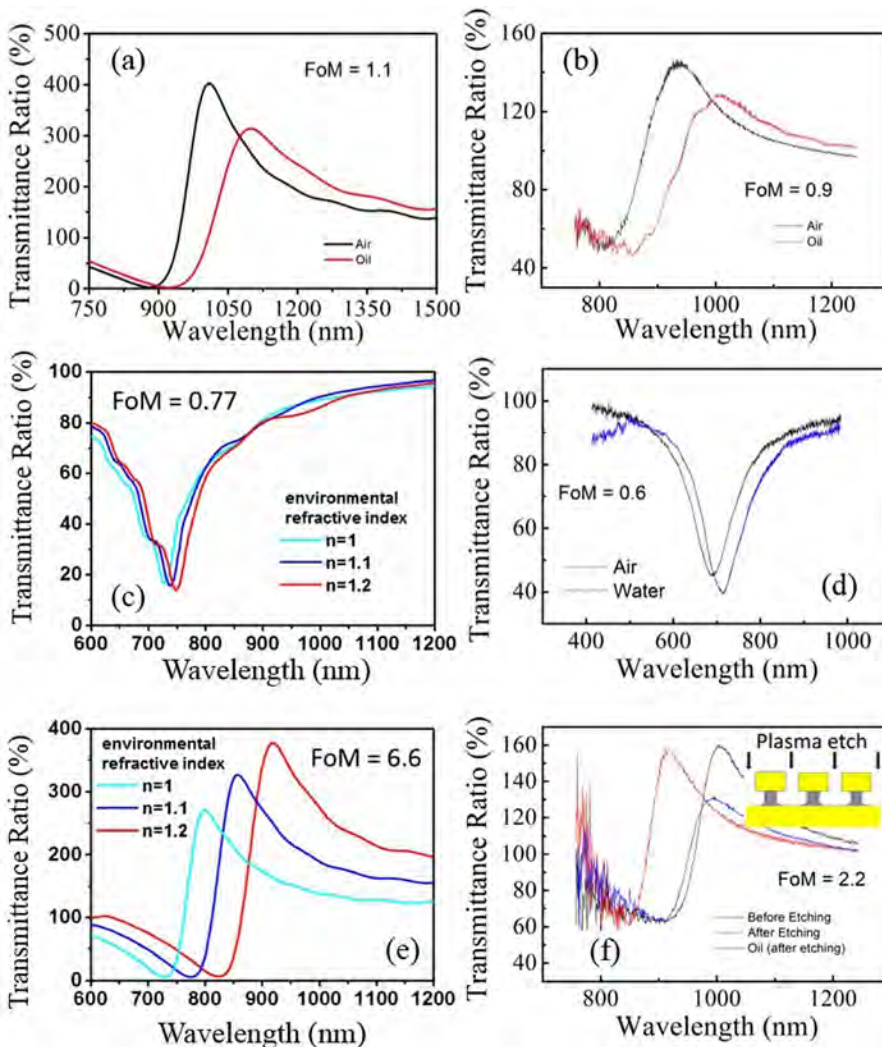 (a)
FoM = 1.1
Air
Oil
Transmittance Ratio (%)
500
400
300
200
100
0
750 900 1050 1200 1350 1500
Wavelength (nm)
(b)
FoM = 0.9
Air
Oil
Transmittance Ratio (%)
160
120
80
40
800 1000 1200
Wavelength (nm)
FoM = 0.77
environmental
refractive index
n=1
n=1.1
n=1.2
(c)
Transmittance Ratio (%)
100
80
60
40
20
0
600 700 800 900 1000 1100 1200
Wavelength (nm)
FoM = 0.6
Air
Water
(d)
Transmittance Ratio (%)
100
80
60
40
400 600 800 1000
Wavelength (nm)
environmental
refractive index
n=1
n=1.1
n=1.2
FoM = 6.6
(e)
Transmittance Ratio (%)
400
300
200
100
0
600 700 800 900 1000 1100 1200
Wavelength (nm)
Plasma etch
FoM = 2.2
Before Etching
After Etching
Oil (after etching)
(f)
Transmittance Ratio (%)
160
140
120
100
80
60
40
800 1000 1200
Wavelength (nm)